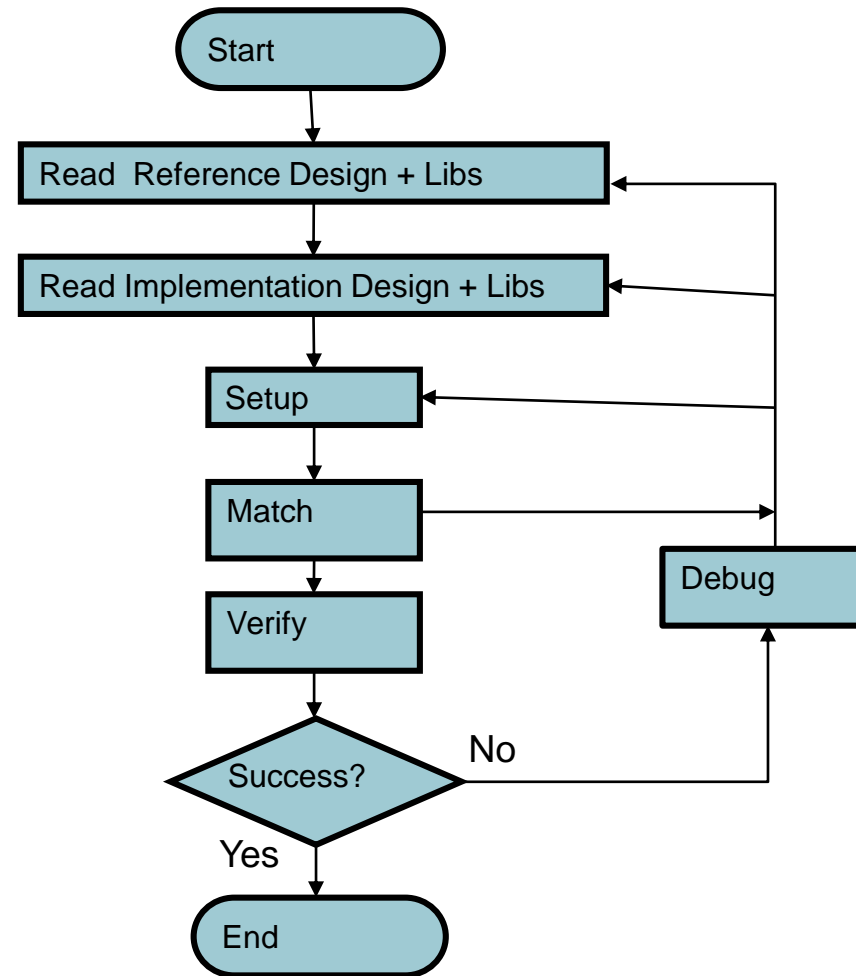 Start
Read  Reference Design + Libs
Read Implementation Design + Libs
Setup
Match
Debug
Verify
No
Success?
Yes
End